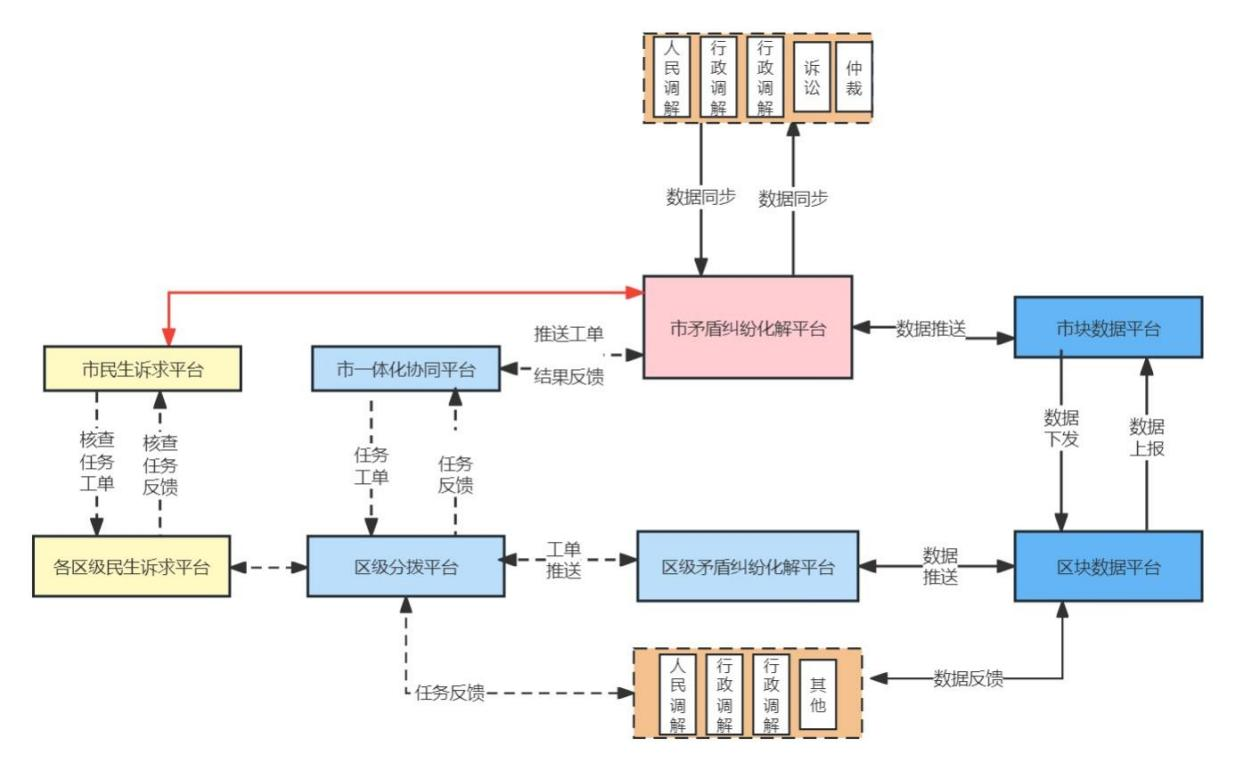 人民调解
行政调解
行政调解
诉讼
仲裁
数据同步
数据同步
市矛盾纠纷化解平台
数据推送
市块数据平台
推送工单
结果反馈
市民生诉求平台
市一体化协同平台
核查
任务
工单
核查
任务
反馈
任务
工单
任务
反馈
数据
下发
数据
上报
各区级民生诉求平台
区级分拨平台
工单
推送
区级矛盾纠纷化解平台
数据
推送
区块数据平台
任务反馈
人民调解
行政调解
行政调解
其他
数据反馈